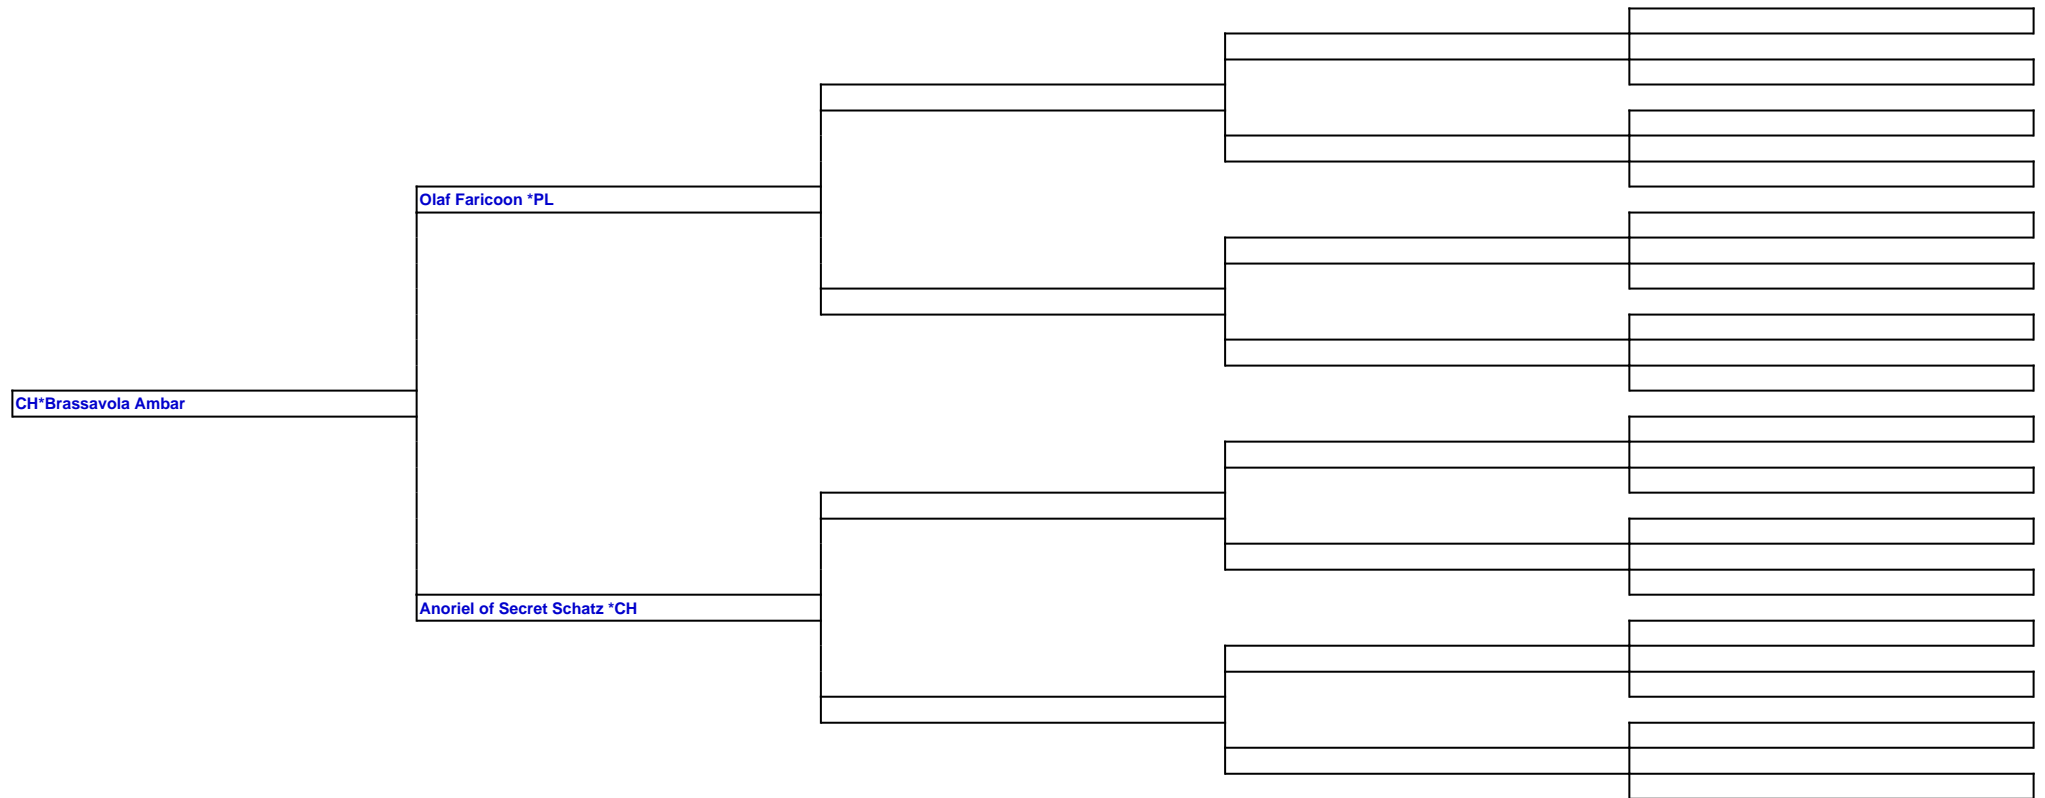 Olaf Faricoon *PL
CH*Brassavola Ambar
Anoriel of Secret Schatz *CH